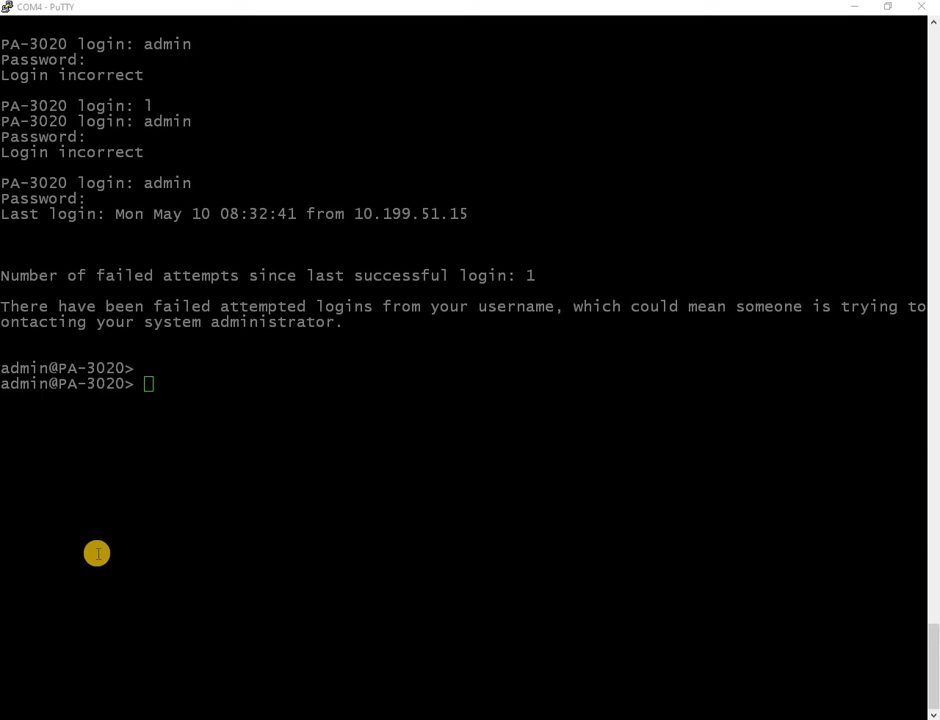 COM4 - PuTTY
PA-3020 login: admin
Password:
Login incorrect
PA-3020 login: l
PA-3020 login: admin
Password:
Login incorrect
PA-3020 login: admin
Password:
Last login: Mon May 10 08:32:41 from 10.199.51.15
Number of failed attempts since last successful login: 1
There have been failed attempted logins from your username, which could mean someone is trying to
ontacting your system administrator.
admin@PA-3020>
admin@PA-3020>